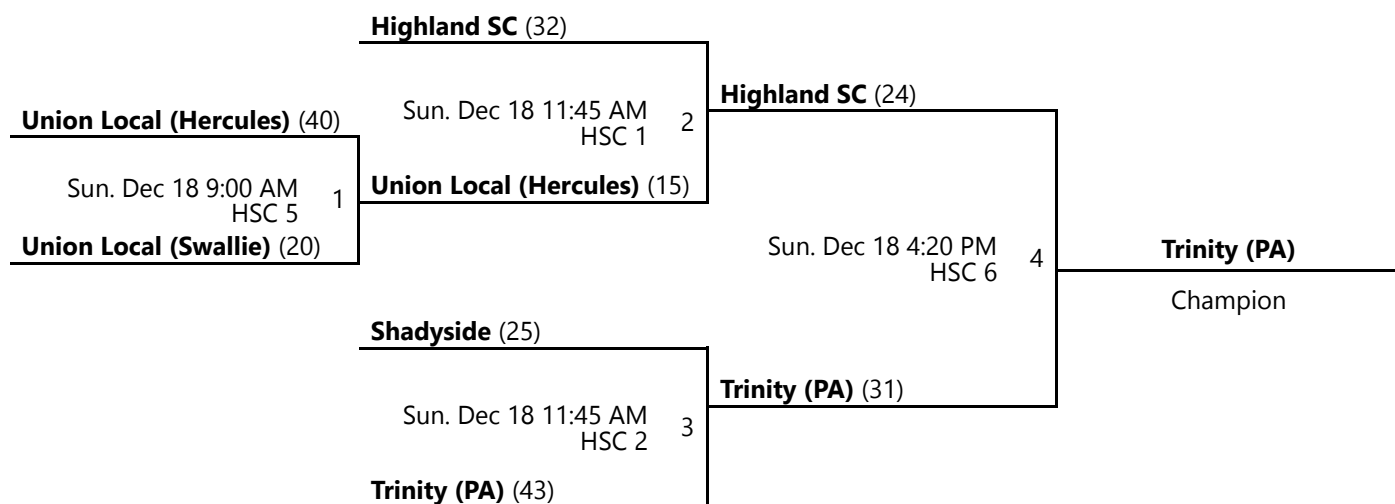 Highland SC (32)
Sun. Dec 18 11:45 AM
HSC 1
2
Highland SC (24)
Union Local (Hercules) (40)
Sun. Dec 18 9:00 AM
HSC 5
1
Union Local (Hercules) (15)
Union Local (Swallie) (20)
Sun. Dec 18 4:20 PM
HSC 6
4
Trinity (PA)
Champion
Shadyside (25)
Trinity (PA) (31)
Sun. Dec 18 11:45 AM
HSC 2
3
Trinity (PA) (43)